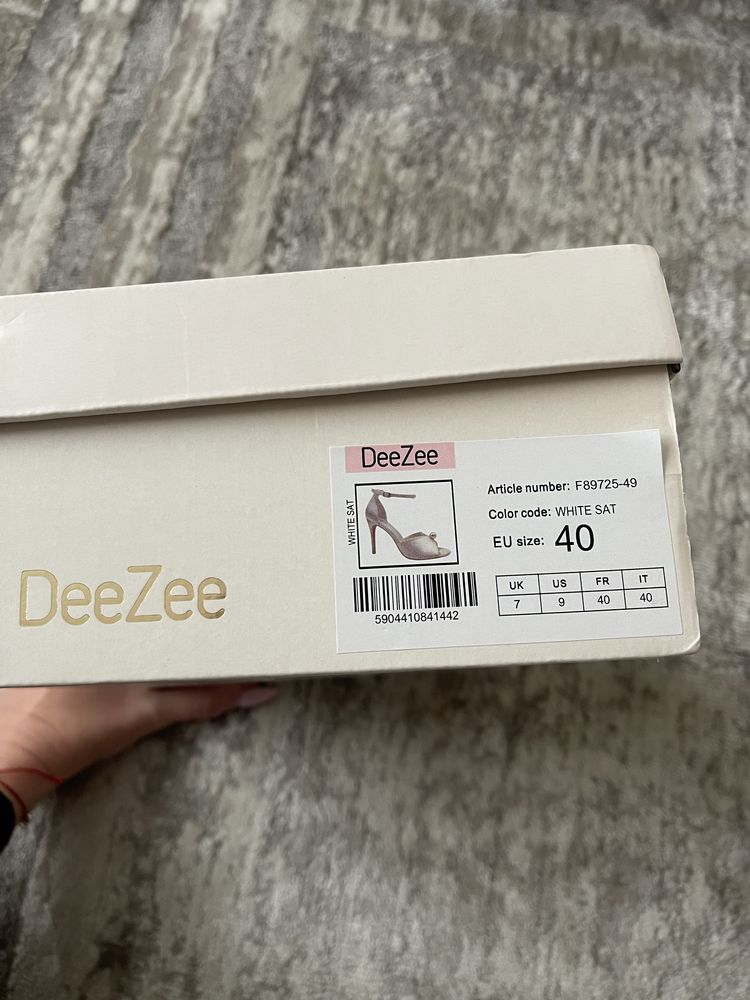 DeeZee
DeeZee
WHITE SAT
Article number: F89725-49
Color code: WHITE SAT
EU size: 40
UK US FR IT
7 9 40 40
5904410841442